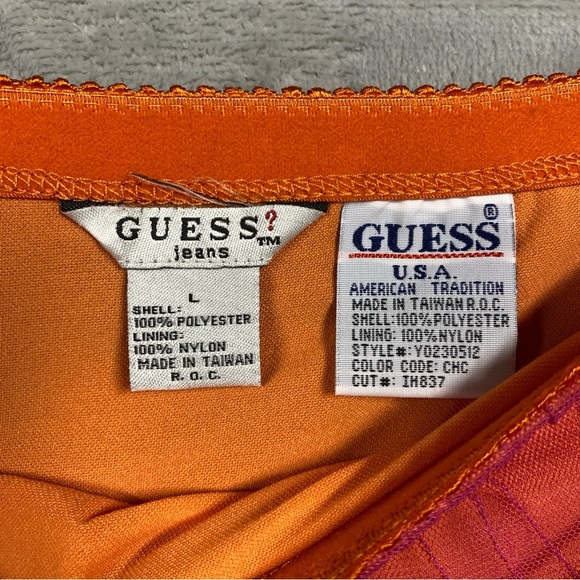 GUESS?™
jeans
L
SHELL:
100% POLYESTER
LINING:
100% NYLON
MADE IN TAIWAN
R.O.C.
GUESS®
U.S.A.
AMERICAN TRADITION
MADE IN TAIWAN R.O.C.
SHELL:100%POLYESTER
LINING: 100%NYLON
STYLE#:YO230512
COLOR CODE: CHC
CUT#: IH837